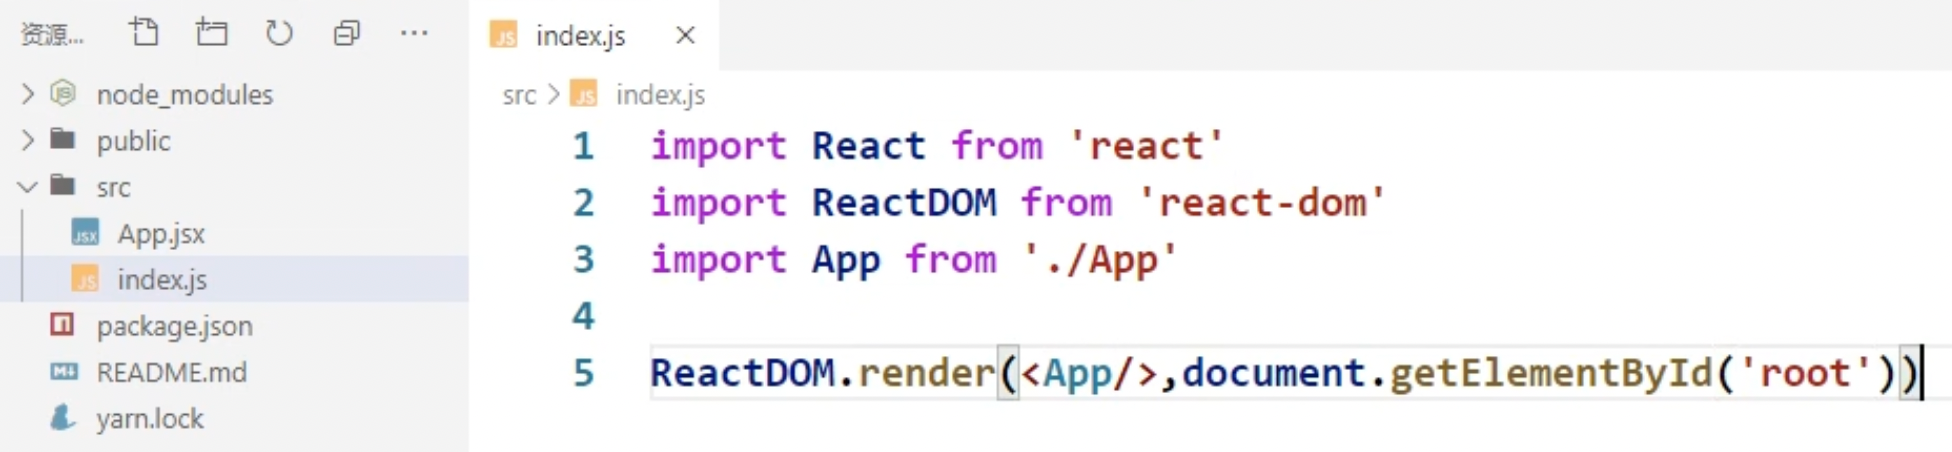 资源...
node_modules
public
src
App.jsx
index.js
package.json
README.md
yarn.lock
index.js
src > index.js
1 import React from 'react'
2 import ReactDOM from 'react-dom'
3 import App from './App'
4
5 ReactDOM.render(<App/>,document.getElementById('root'))